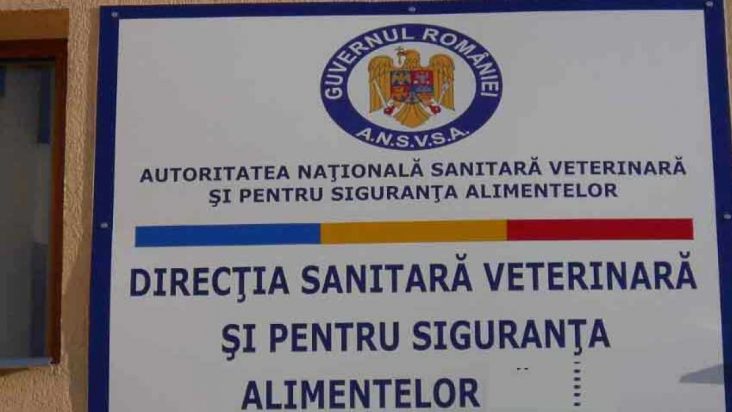 GUVERNUL ROMÂNIEI
A.N.S.V.S.A.
AUTORITATEA NAŢIONALĂ SANITARĂ VETERINARĂ
ŞI PENTRU SIGURANŢA ALIMENTELOR
DIRECŢIA SANITARĂ VETERINARĂ
ŞI PENTRU SIGURANŢA
ALIMENTELOR